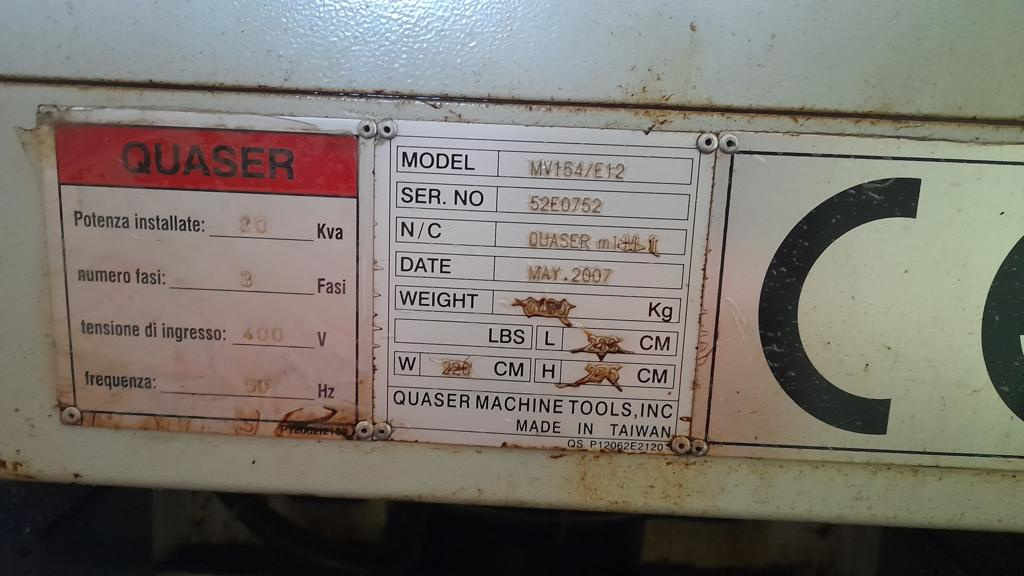 QUASER
Potenza installate: 20 Kva
numero fasi: 3 Fasi
tensione di ingresso: 400 V
frequenza: 50 Hz
MODEL MV154/E12
SER. NO 52E0752
N/C QUASER
DATE MAY.2007
WEIGHT Kg
LBS L CM
W 220 CM H CM
QUASER MACHINE TOOLS,INC
MADE IN TAIWAN
QS P12062E2120
CE